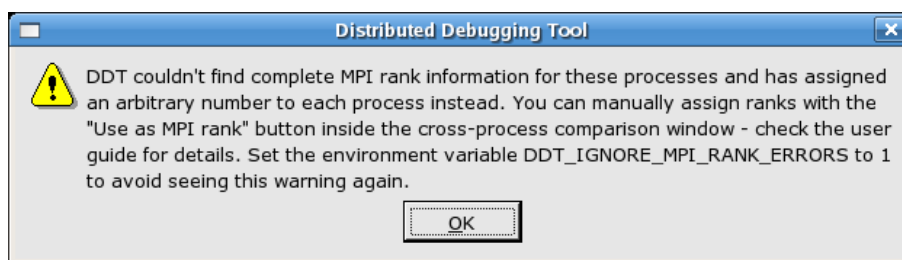 Distributed Debugging Tool
DDT couldn't find complete MPI rank information for these processes and has assigned
an arbitrary number to each process instead. You can manually assign ranks with the
"Use as MPI rank" button inside the cross-process comparison window - check the user
guide for details. Set the environment variable DDT_IGNORE_MPI_RANK_ERRORS to 1
to avoid seeing this warning again.
OK